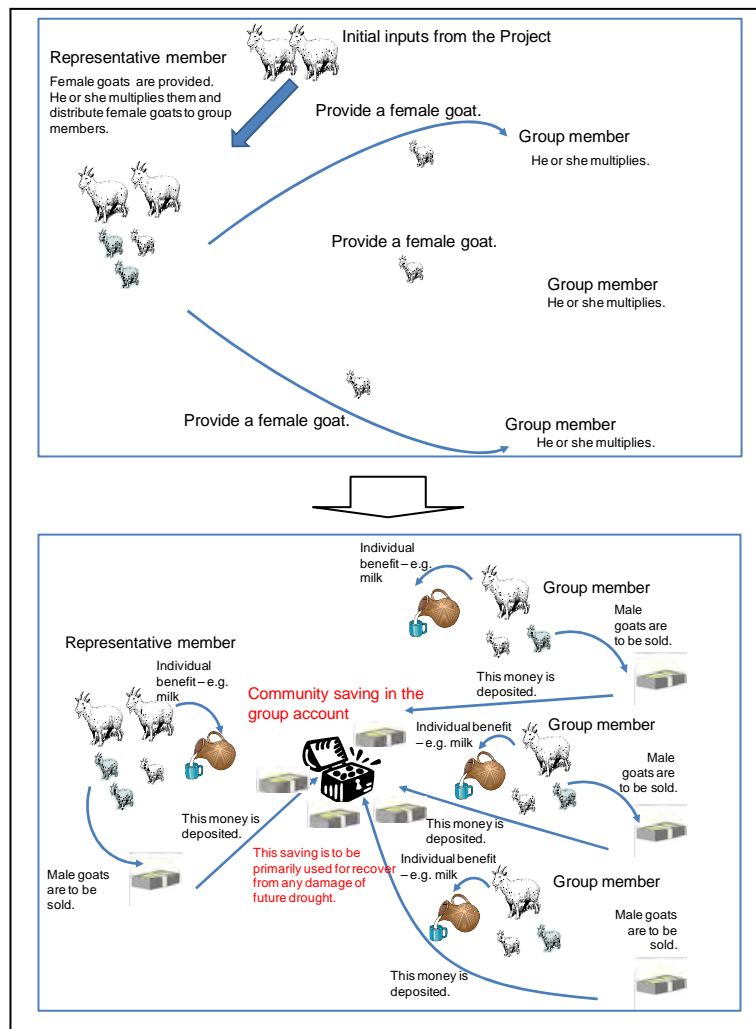 Initial inputs from the Project
Representative member
Female goats are provided.
He or she multiplies them and
distribute female goats to group
members.
Provide a female goat.
Group member
He or she multiplies.
Provide a female goat.
Group member
He or she multiplies.
Provide a female goat.
Group member
He or she multiplies.
Individual
benefit – e.g.
milk
Group member
Male
goats are
to be sold.
This money is
deposited.
Representative member
Individual
benefit – e.g.
milk
Community saving in the
group account
Individual benefit
– e.g. milk
Group member
Male
goats are
to be sold.
This money is
deposited.
This money is
deposited.
Male goats
are to be
sold.
This saving is to be
primarily used for recover
from any damage of
future drought.
Individual benefit
– e.g. milk
Group member
Male goats
are to be
sold.
This money is
deposited.